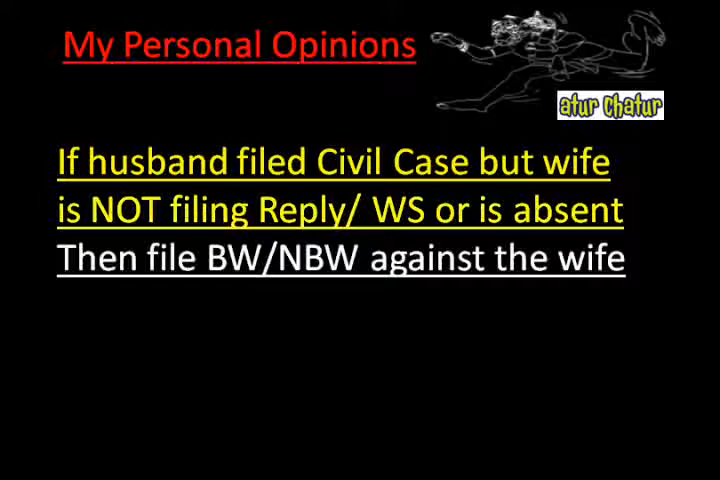 My Personal Opinions
atur chatur
If husband filed Civil Case but wife
is NOT filing Reply/ WS or is absent
Then file BW/NBW against the wife